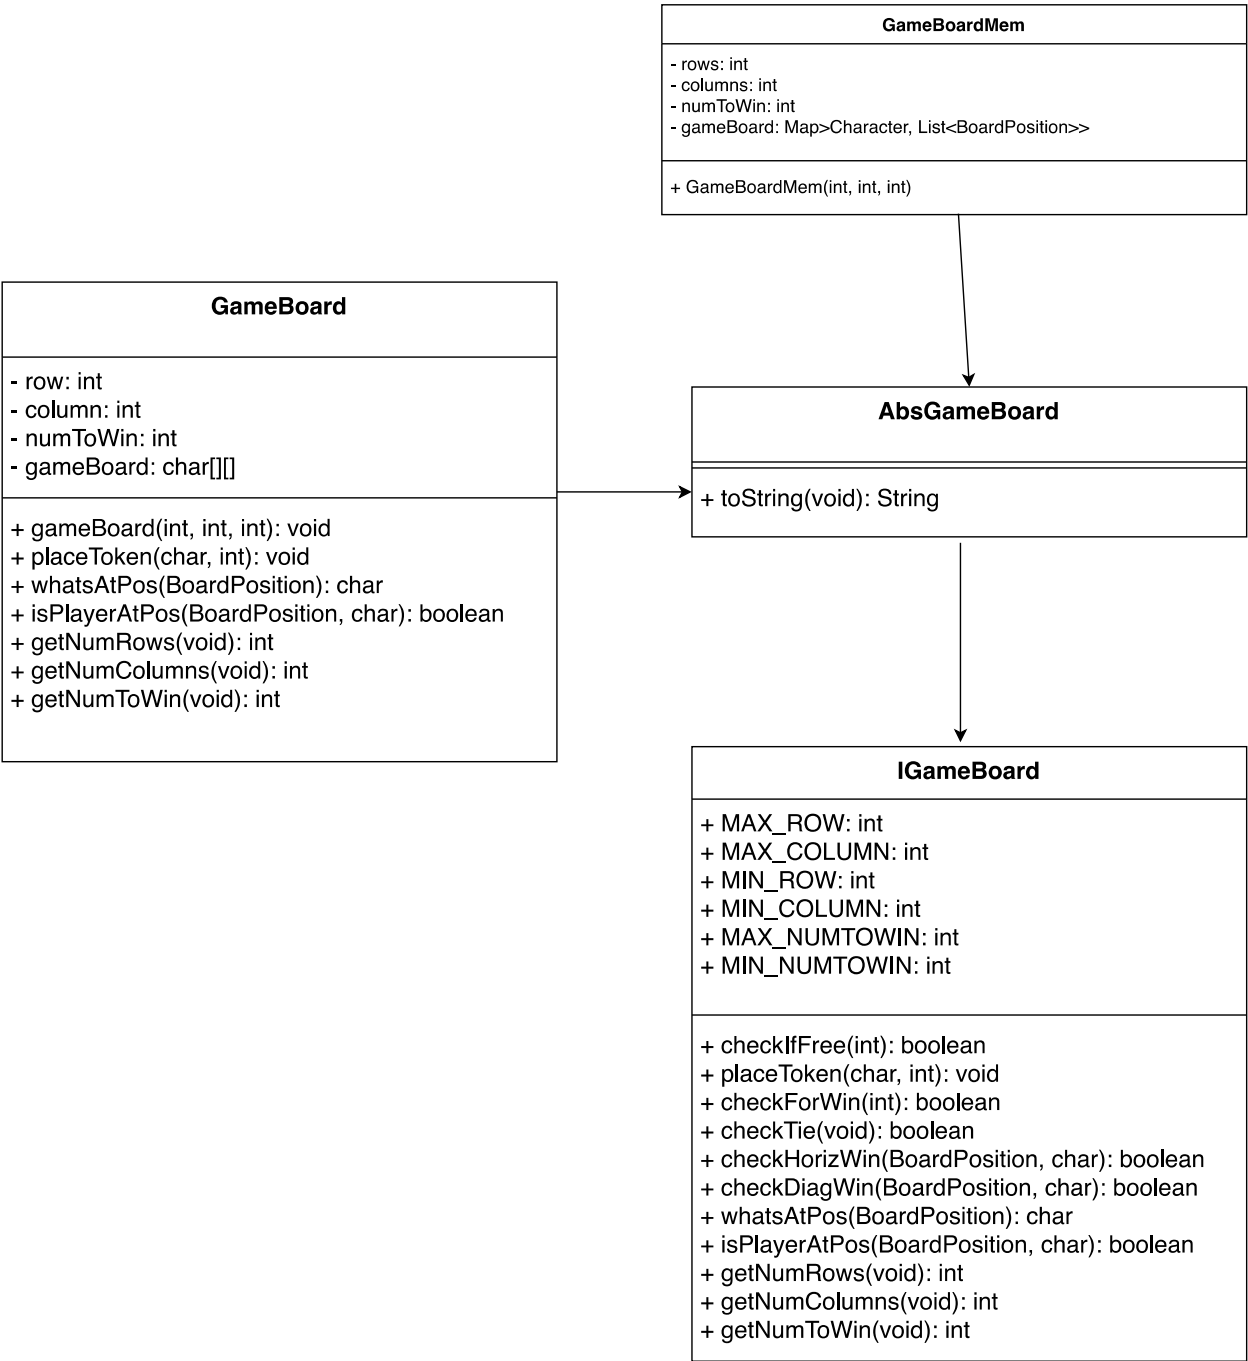 GameBoardMem
- rows: int
- columns: int
- numToWin: int
- gameBoard: Map>Character, List<BoardPosition>>
+ GameBoardMem(int, int, int)
GameBoard
- row: int
- column: int
- numToWin: int
- gameBoard: char[][]
+ gameBoard(int, int, int): void
+ placeToken(char, int): void
+ whatsAtPos(BoardPosition): char
+ isPlayerAtPos(BoardPosition, char): boolean
+ getNumRows(void): int
+ getNumColumns(void): int
+ getNumToWin(void): int
AbsGameBoard
+ toString(void): String
IGameBoard
+ MAX_ROW: int
+ MAX_COLUMN: int
+ MIN_ROW: int
+ MIN_COLUMN: int
+ MAX_NUMTOWIN: int
+ MIN_NUMTOWIN: int
+ checkIfFree(int): boolean
+ placeToken(char, int): void
+ checkForWin(int): boolean
+ checkTie(void): boolean
+ checkHorizWin(BoardPosition, char): boolean
+ checkDiagWin(BoardPosition, char): boolean
+ whatsAtPos(BoardPosition): char
+ isPlayerAtPos(BoardPosition, char): boolean
+ getNumRows(void): int
+ getNumColumns(void): int
+ getNumToWin(void): int